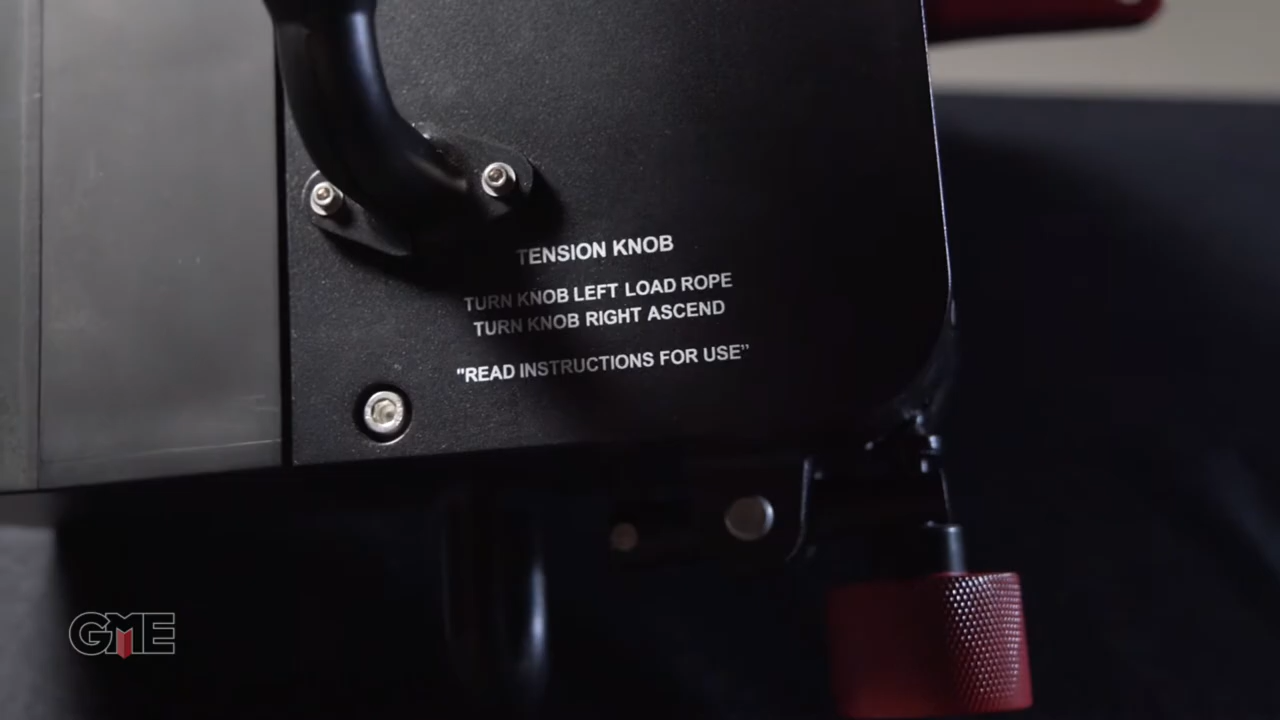 TENSION KNOB
TURN KNOB LEFT LOAD ROPE
TURN KNOB RIGHT ASCEND
"READ INSTRUCTIONS FOR USE”
GME